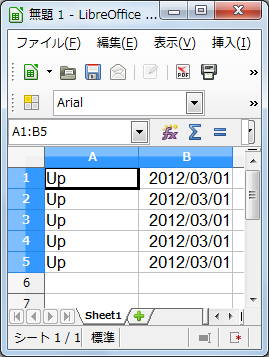 無題 1 - LibreOffice ...
ファイル(F) 編集(E) 表示(V) 挿入(I)
Arial
A1:B5
A B
1 Up 2012/03/01
2 Up 2012/03/01
3 Up 2012/03/01
4 Up 2012/03/01
5 Up 2012/03/01
6
7
Sheet1
シート 1 / 1 標準